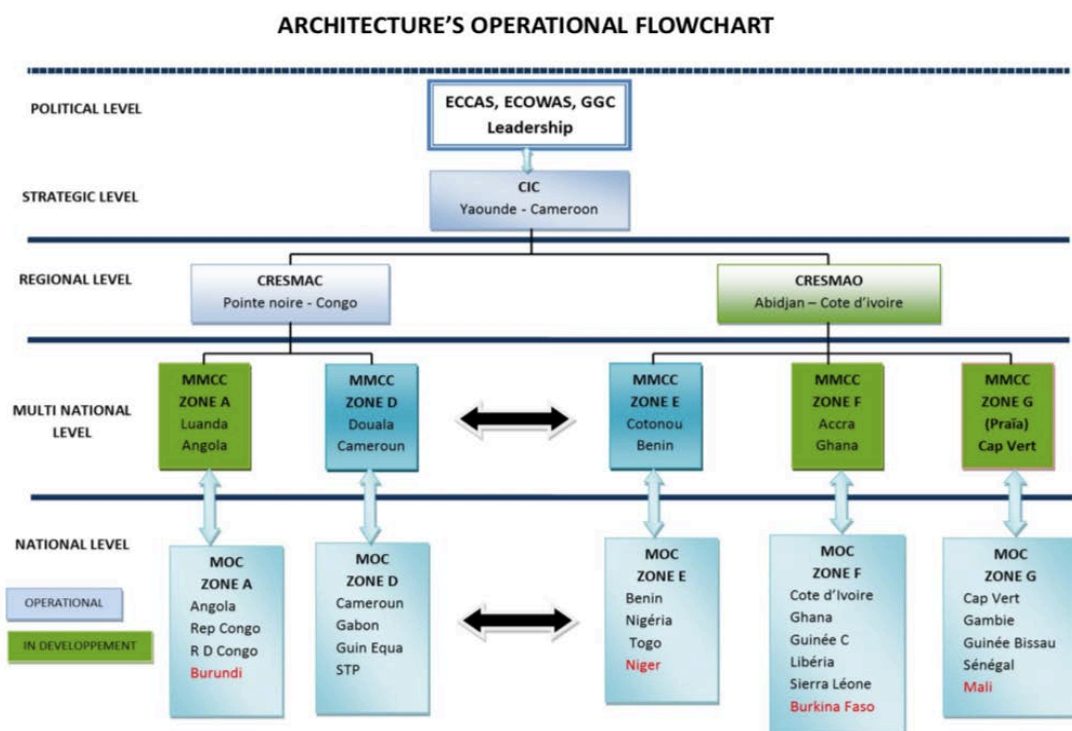 ARCHITECTURE'S OPERATIONAL FLOWCHART
POLITICAL LEVEL
ECCAS, ECOWAS, GGC
Leadership
STRATEGIC LEVEL
CIC
Yaounde - Cameroon
REGIONAL LEVEL
CRESMAC
Pointe noire - Congo
CRESMAO
Abidjan – Cote d'ivoire
MULTI NATIONAL
LEVEL
MMCC
ZONE A
Luanda
Angola
MMCC
ZONE D
Douala
Cameroun
MMCC
ZONE E
Cotonou
Benin
MMCC
ZONE F
Accra
Ghana
MMCC
ZONE G
(Praïa)
Cap Vert
NATIONAL LEVEL
OPERATIONAL
IN DEVELOPPEMENT
MOC
ZONE A
Angola
Rep Congo
R D Congo
Burundi
MOC
ZONE D
Cameroun
Gabon
Guin Equa
STP
MOC
ZONE E
Benin
Nigéria
Togo
Niger
MOC
ZONE F
Cote d'Ivoire
Ghana
Guinée C
Libéria
Sierra Léone
Burkina Faso
MOC
ZONE G
Cap Vert
Gambie
Guinée Bissau
Sénégal
Mali